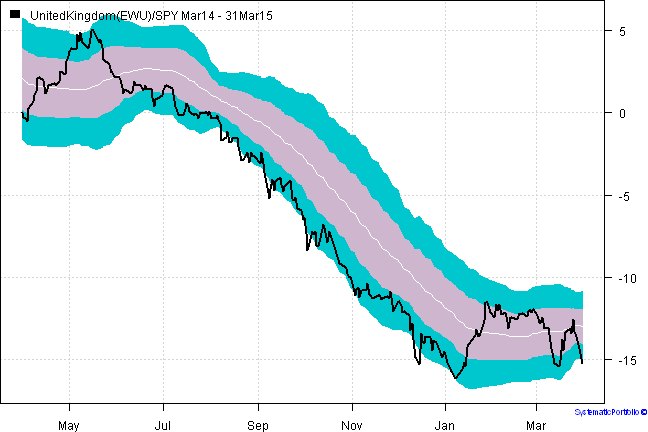 UnitedKingdom(EWU)/SPY Mar14 - 31Mar15
5
0
-5
-10
-15
May
Jul
Sep
Nov
Jan
Mar
SystematicPortfolio ©